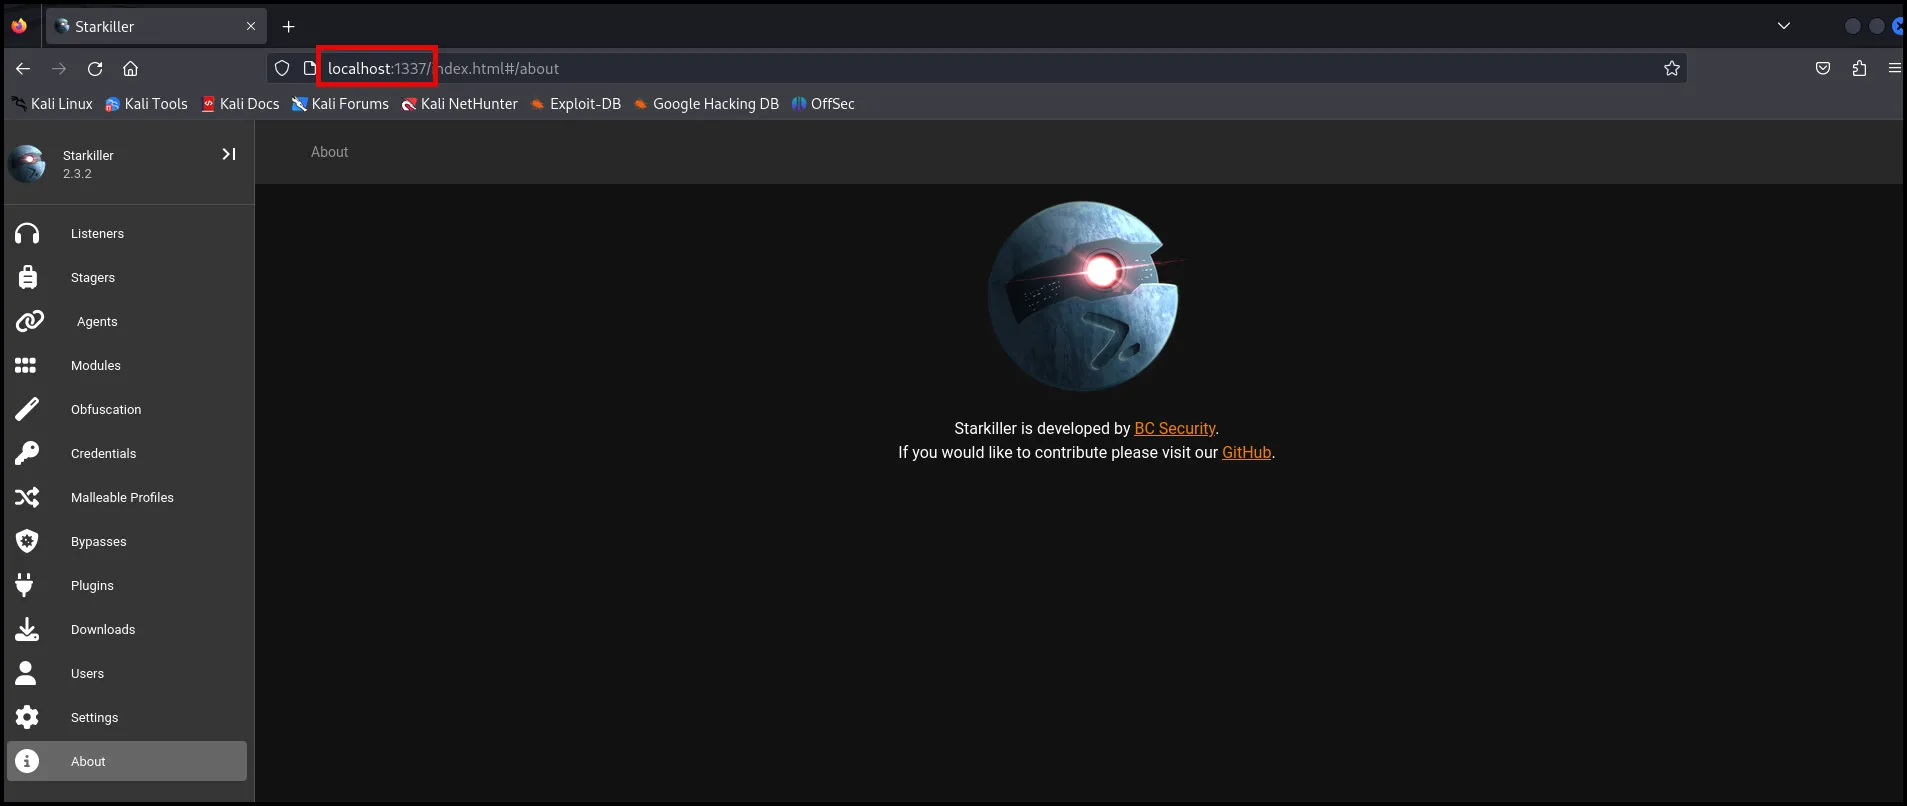 Starkiller
localhost:1337/index.html#/about
Kali Linux Kali Tools Kali Docs Kali Forums Kali NetHunter Exploit-DB Google Hacking DB OffSec
Starkiller
2.3.2
About
Listeners
Stagers
Agents
Modules
Obfuscation
Credentials
Malleable Profiles
Bypasses
Plugins
Downloads
Users
Settings
About
Starkiller is developed by BC Security.
If you would like to contribute please visit our GitHub.